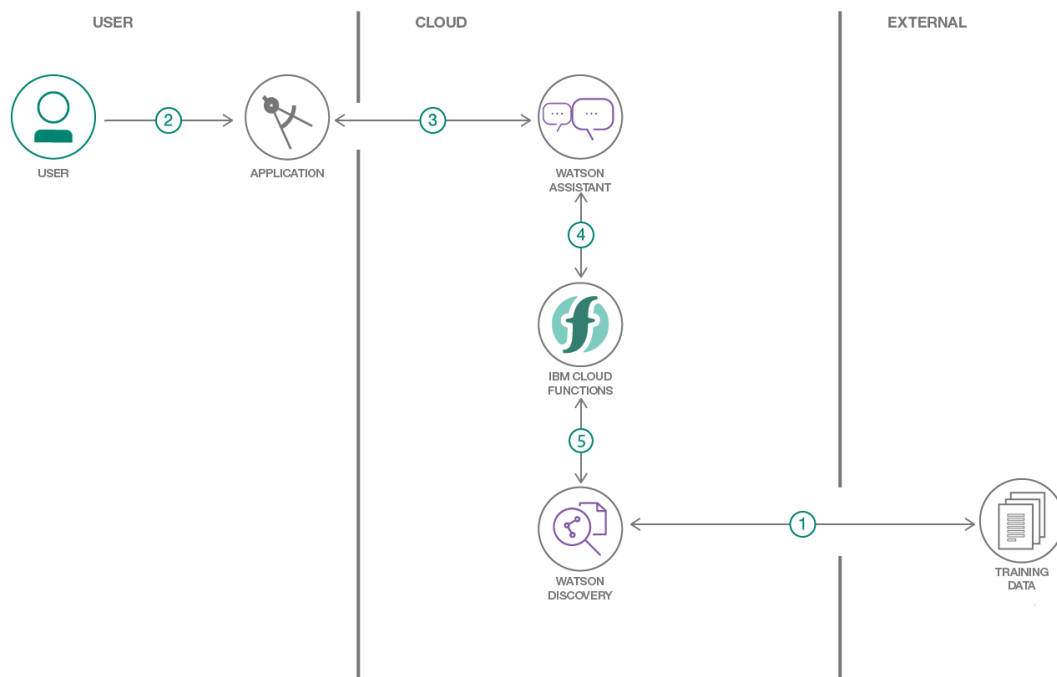 USER
CLOUD
EXTERNAL
2
3
USER
APPLICATION
WATSON
ASSISTANT
4
IBM CLOUD
FUNCTIONS
5
1
WATSON
DISCOVERY
TRAINING
DATA